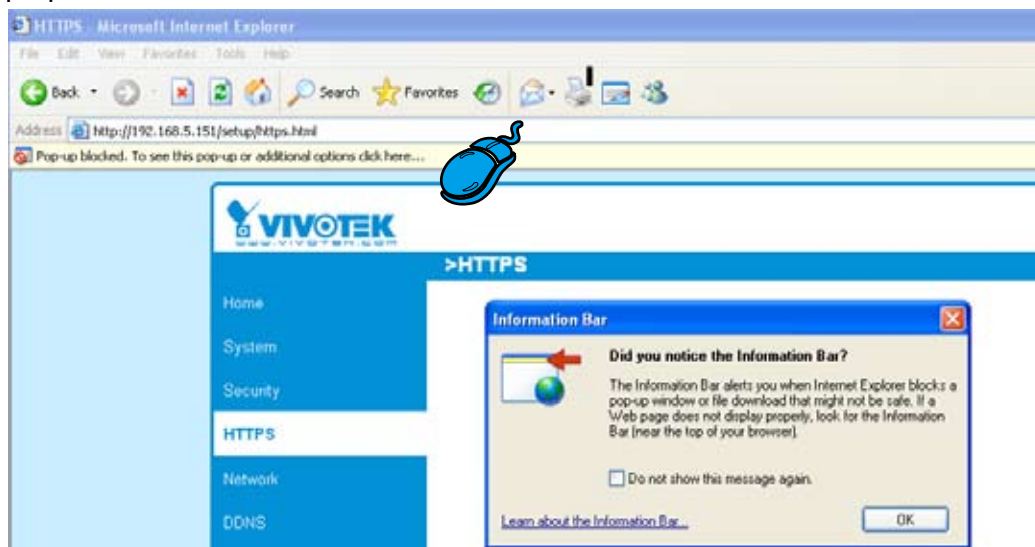 HTTPS - Microsoft Internet Explorer
File Edit View Favorites Tools Help
Back Search Favorites
Address http://192.168.5.151/setup/https.html
Pop-up blocked. To see this pop-up or additional options click here...
VIVOTEK
www.vivotek.com
>HTTPS
Home
System
Security
HTTPS
Network
DDNS
Information Bar
Did you notice the Information Bar?
The Information Bar alerts you when Internet Explorer blocks a
pop-up window or file download that might not be safe. If a
Web page does not display properly, look for the Information
Bar (near the top of your browser).
Do not show this message again.
Learn about the Information Bar...
OK